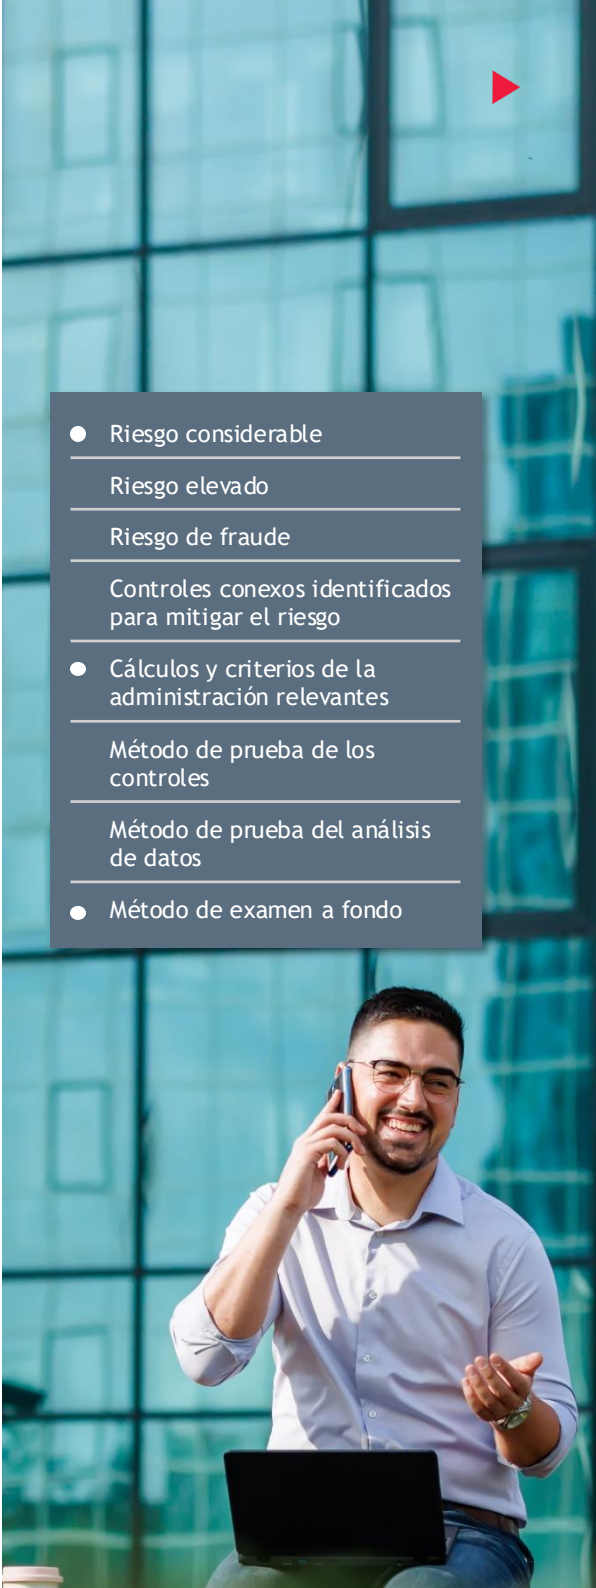 Riesgo considerable
Riesgo elevado
Riesgo de fraude
Controles conexos identificados
para mitigar el riesgo
Cálculos y criterios de la
administración relevantes
Método de prueba de los
controles
Método de prueba del análisis
de datos
Método de examen a fondo